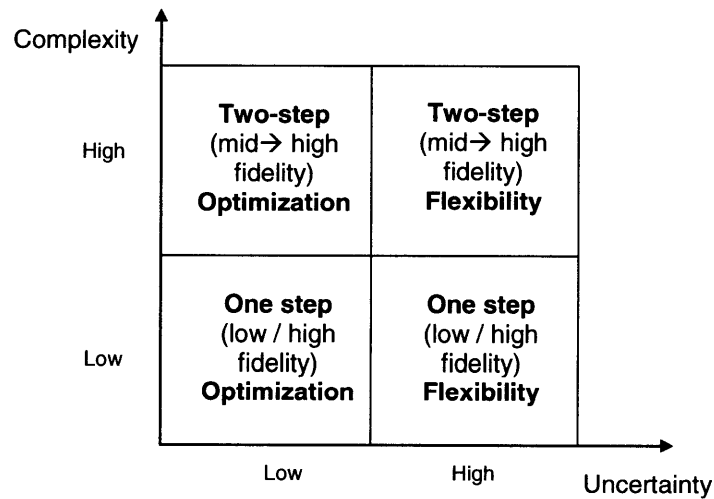 Complexity
High
Two-step
(mid→ high
fidelity)
Optimization
Two-step
(mid→ high
fidelity)
Flexibility
Low
One step
(low / high
fidelity)
Optimization
One step
(low / high
fidelity)
Flexibility
Low
High
Uncertainty